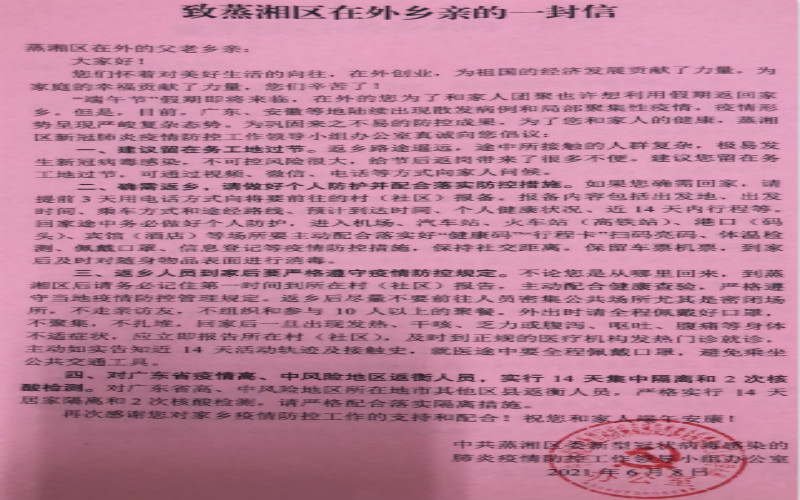 致蒸湘区在外乡亲的一封信
蒸湘区在外的父老乡亲：
大家好！
您们怀着对美好生活的向往，在外创业，为祖国的经济发展贡献了力量，为
家庭的幸福贡献了力量，您们辛苦了！
“端午节”假期即将来临，在外的您为了和家人团聚也许想利用假期返回家
乡。但是，目前，广东、安徽等地陆续出现散发病例和局部聚集性疫情，疫情形
势呈现严峻复杂态势。为巩固来之不易的防控成果，为了您和家人的健康，蒸湘
区新冠肺炎疫情防控工作领导小组办公室真诚向您倡议：
一、建议留在务工地过节。返乡路途遥远，途中所接触的人群复杂，极易发
生新冠病毒感染，不可控风险很大，给节后返岗带来了很多不便。建议您留在务
工地过节，可通过视频、微信、电话等方式向家人问候。
二、确需返乡，请做好个人防护并配合落实防控措施。如果您确需回家，请
提前 3 天用电话方式向将要前往的村（社区）报备。报备内容包括出发地、出发
时间、乘车方式和途经路线、预计到达时间、个人健康状况、近 14 天内行程等。
回家途中务必做好个人防护，进入机场、汽车站、火车站（高铁站）、港口（码
头）、宾馆（酒店）等场所要主动配合落实好“健康码”“行程卡”扫码亮码、体温检
测、佩戴口罩、信息登记等疫情防控措施，保持社交距离，保留车票机票，到家
后及时对随身物品表面进行消毒。
三、返乡人员到家后要严格遵守疫情防控规定。不论您是从哪里回来，到蒸
湘区后请务必记住第一时间到所在村（社区）报告，主动配合健康查验，严格遵
守当地疫情防控管理规定。返乡后尽量不要前往人员密集公共场所尤其是密闭场
所，不走亲访友，不组织和参与 10 人以上的聚餐。外出时请全程佩戴好口罩，
不聚集，不扎堆。回家后一旦出现发热、干咳、乏力或腹泻、呕吐、腹痛等身体
不适症状，应立即报告所在村（社区），及时到正规的医疗机构发热门诊就诊，
主动如实告知近 14 天活动轨迹及接触史，就医途中要全程佩戴口罩，避免乘坐
公共交通工具。
四、对广东省疫情高、中风险地区返衡人员，实行 14 天集中隔离和 2 次核
酸检测。对广东省高、中风险地区所在地市其他区县返衡人员，严格实行 14 天
居家隔离和 2 次核酸检测。请严格配合落实隔离措施。
再次感谢您对家乡疫情防控工作的支持和配合！祝您和家人端午安康！
中共蒸湘区委新型冠状病毒感染的
肺炎疫情防控工作领导小组办公室
2021 年 6 月 8 日
办公室